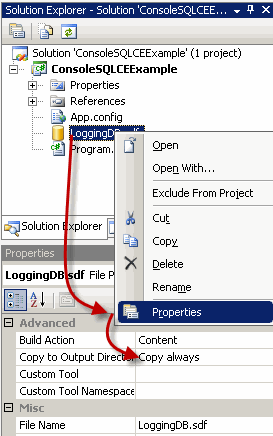 Solution Explorer - Solution 'ConsoleSQLCEE...
Solution 'ConsoleSQLCEExample' (1 project)
ConsoleSQLCEExample
Properties
References
App.config
LoggingDB.sdf
Program.
Open
Open With...
Exclude From Project
Cut
Copy
Delete
Rename
Properties
Solution Explorer
Properties
LoggingDB.sdf File P
Advanced
Build Action Content
Copy to Output Direc Copy always
Custom Tool
Custom Tool Namespace
Misc
File Name LoggingDB.sdf